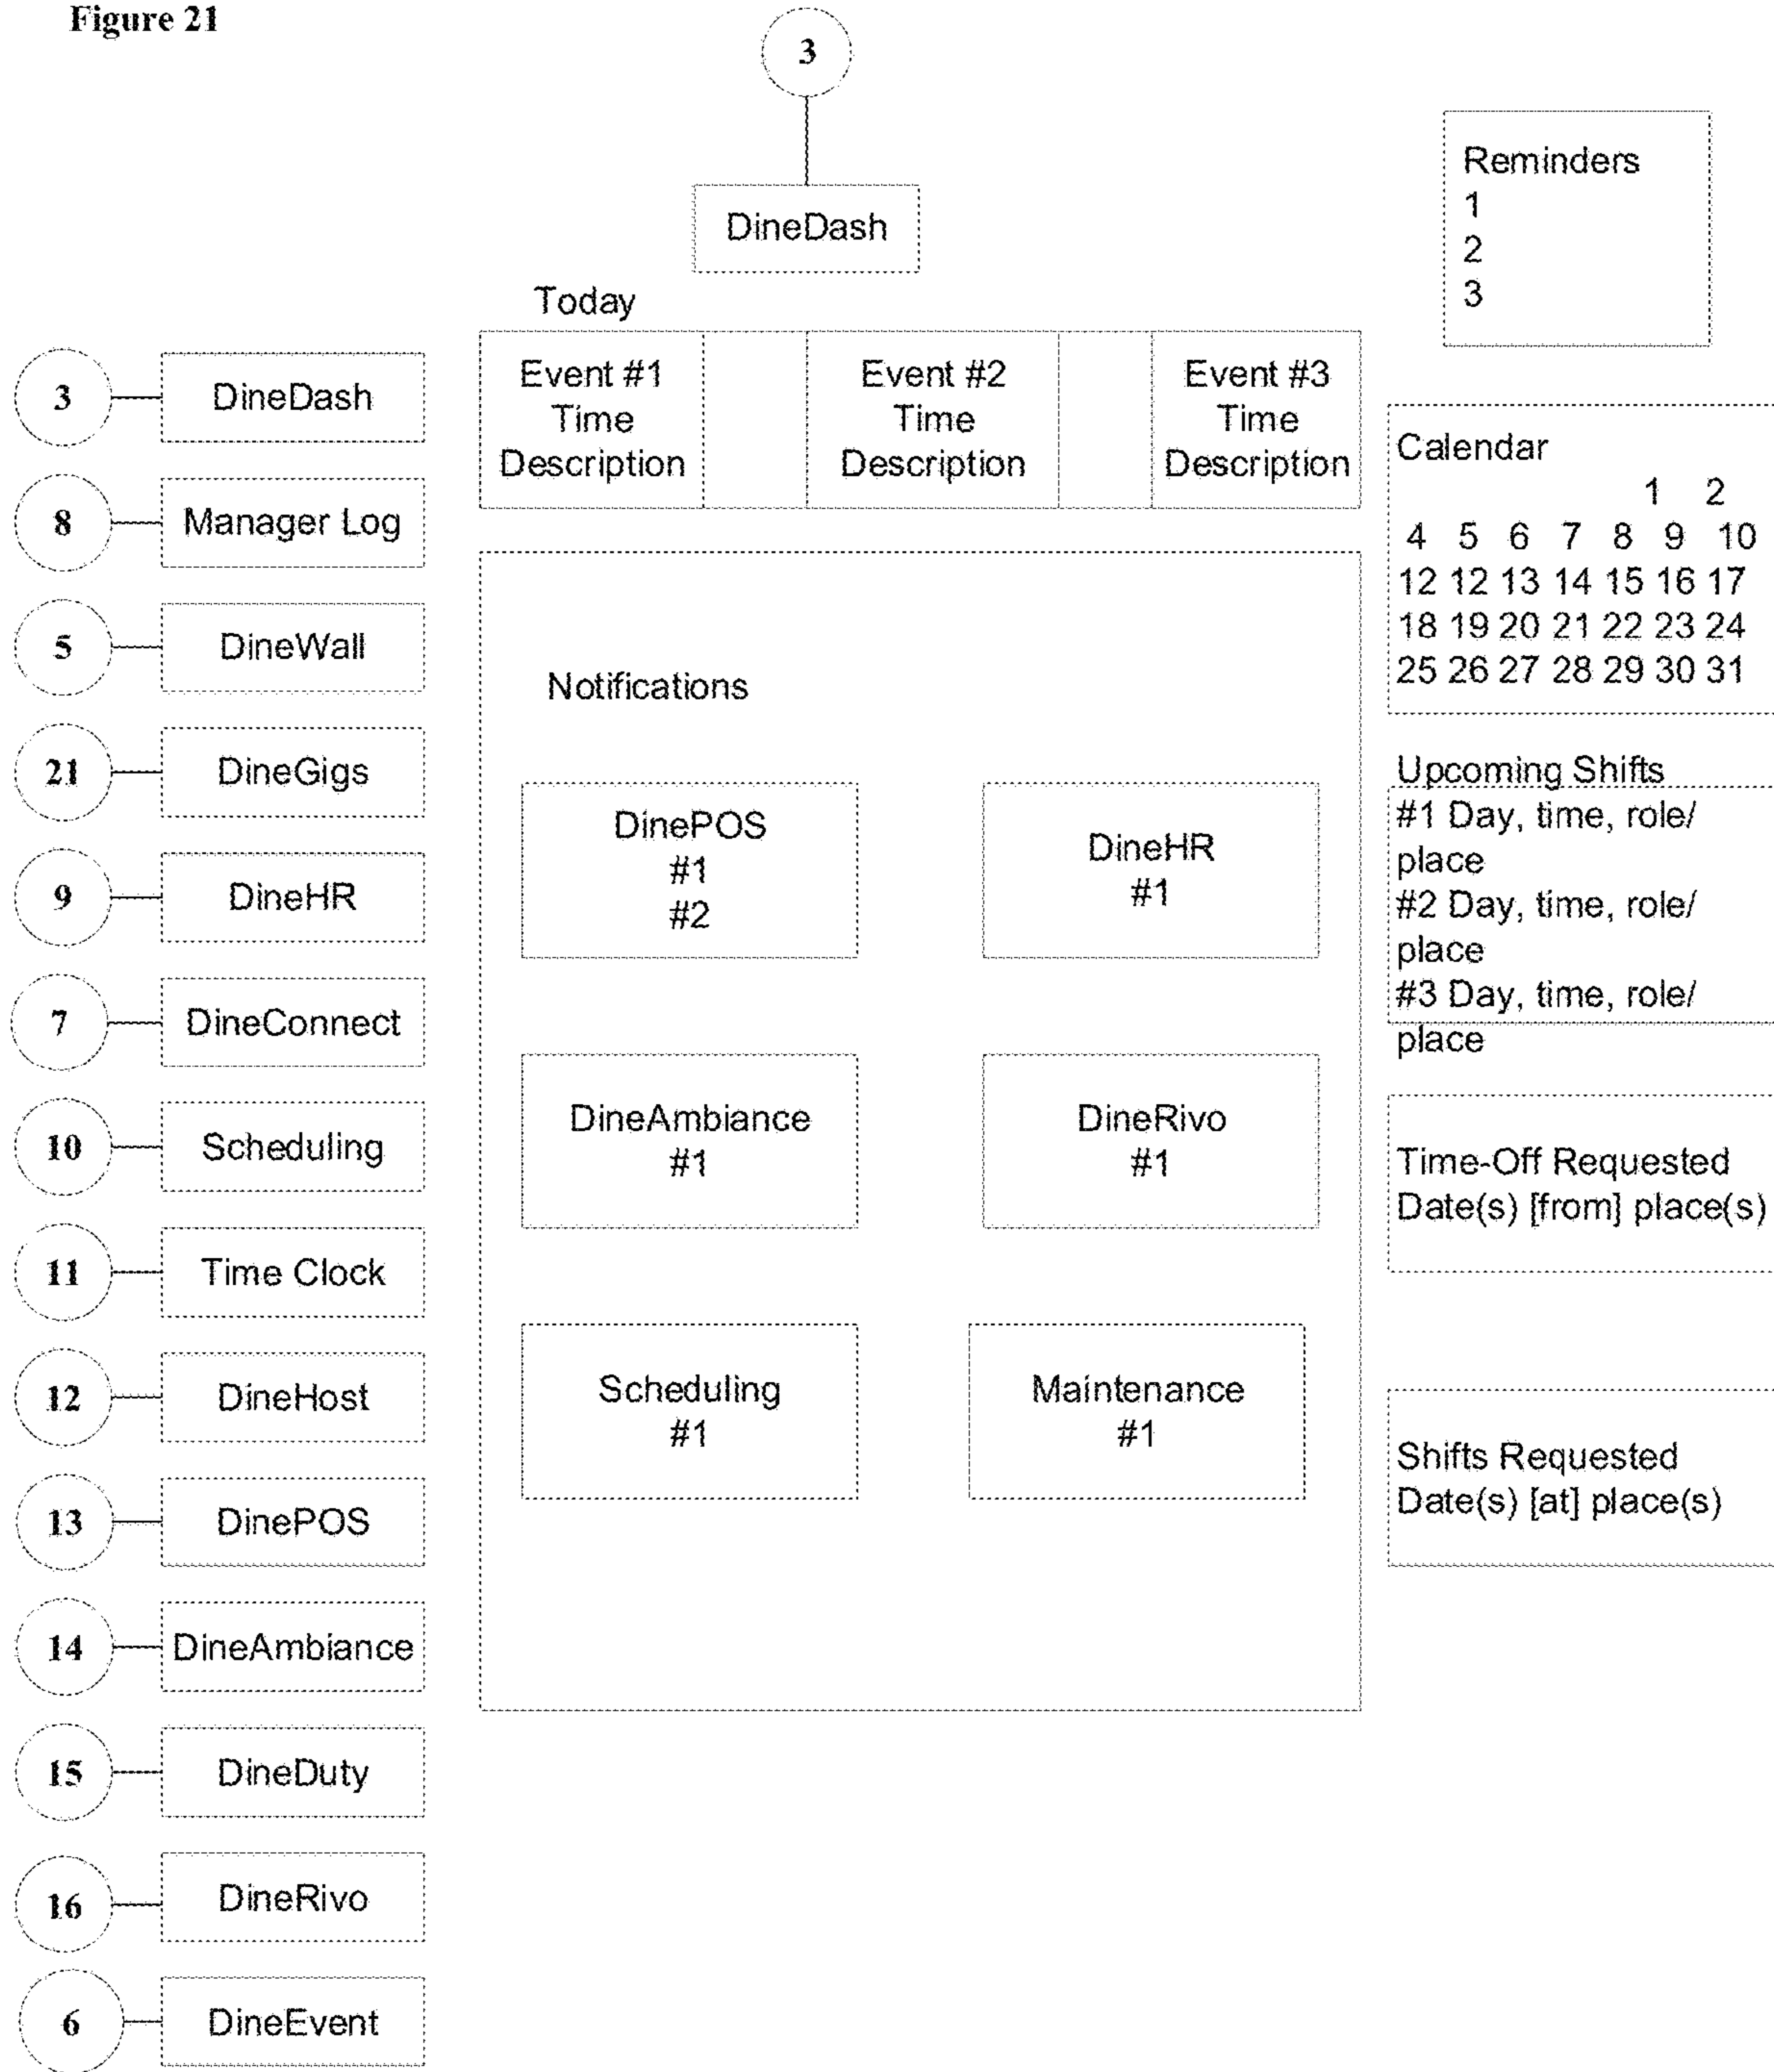 Figure 21
3
DineDash
Today
Event #1
Time
Description
Event #2
Time
Description
Event #3
Time
Description
3
DineDash
8
Manager Log
5
DineWall
21
DineGigs
9
DineHR
7
DineConnect
10
Scheduling
11
Time Clock
12
DineHost
13
DinePOS
14
DineAmbiance
15
DineDuty
16
DineRivo
6
DineEvent
Notifications
DinePOS
#1
#2
DineHR
#1
DineAmbiance
#1
DineRivo
#1
Scheduling
#1
Maintenance
#1
Reminders
1
2
3
Calendar
1 2
4 5 6 7 8 9 10
12 12 13 14 15 16 17
18 19 20 21 22 23 24
25 26 27 28 29 30 31
Upcoming Shifts
#1 Day, time, role/
place
#2 Day, time, role/
place
#3 Day, time, role/
place
Time-Off Requested
Date(s) [from] place(s)
Shifts Requested
Date(s) [at] place(s)